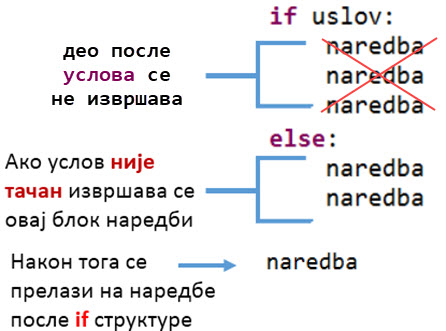 if uslov:
део после
услова се
не извршава
naredba
naredba
naredba
else:
Ако услов није
тачан извршава се
овај блок наредби
naredba
naredba
Након тога се
прелази на наредбе
после if структуре
naredba